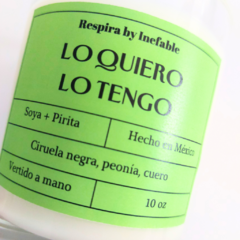 Respira by Inefable
LO QUIERO
LO TENGO
Soya + Pirita
Hecho en México
Ciruela negra, peonía, cuero
Vertido a mano
10 oz